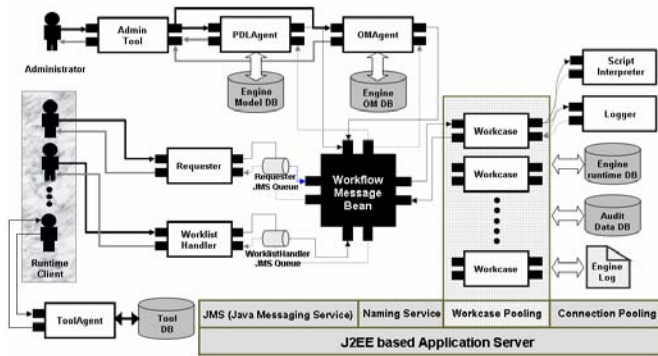 Admin
Tool
PDLAgent
OMAgent
Administrator
Engine
Model DB
Engine
OM DB
Script
Interpreter
Logger
Workcase
Requester
Requester
JMS Queue
Workflow
Message
Bean
Workcase
Engine
runtime DB
Worklist
Handler
WorklistHandler
JMS Queue
Audit
Data DB
Runtime
Client
Workcase
Engine
Log
ToolAgent
Tool
DB
JMS (Java Messaging Service)
Naming Service
Workcase Pooling
Connection Pooling
J2EE based Application Server